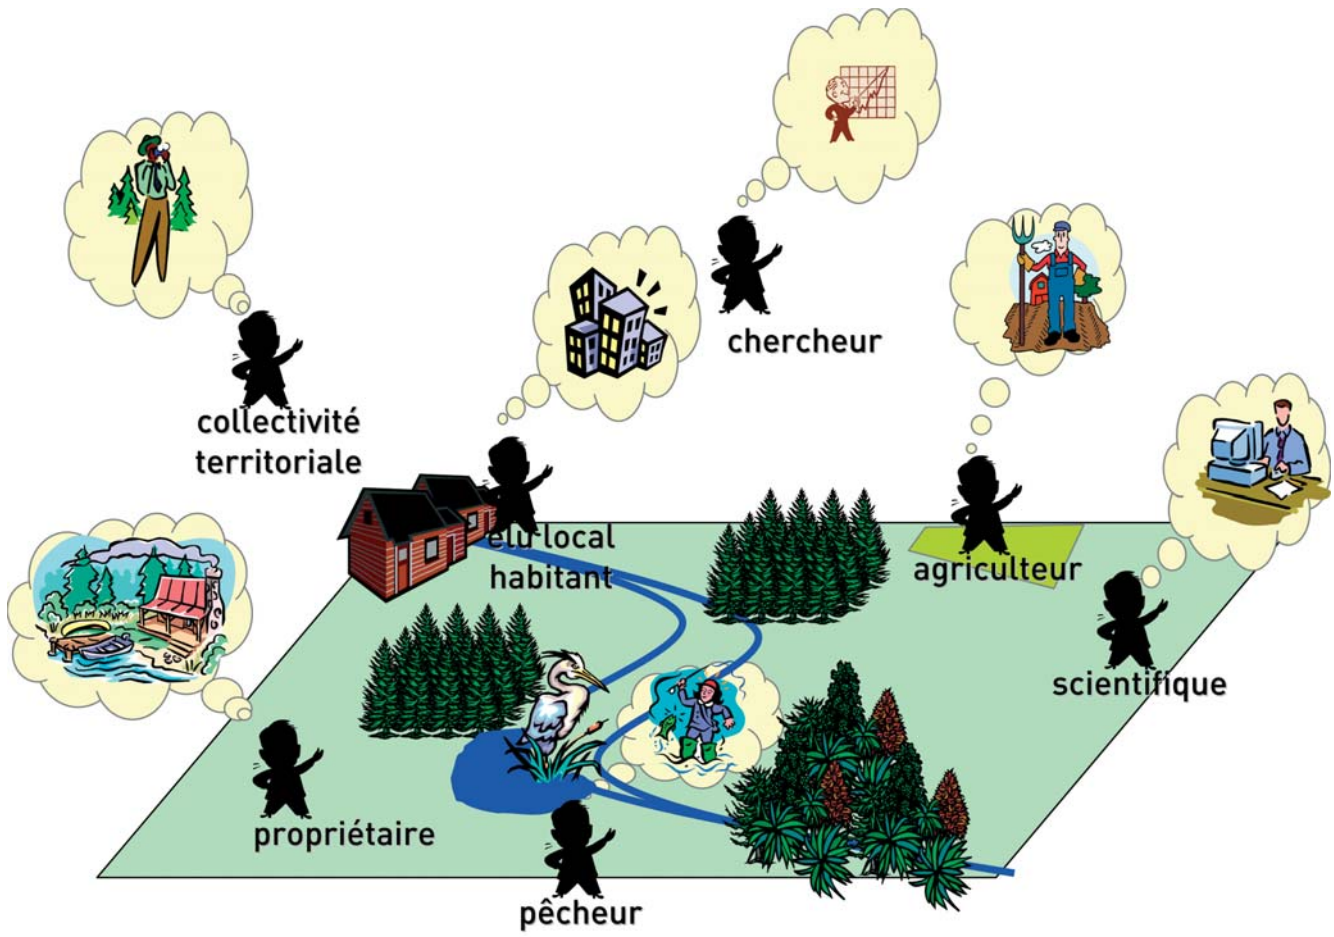 chercheur
collectivité
territoriale
élu local
habitant
agriculteur
scientifique
propriétaire
pêcheur